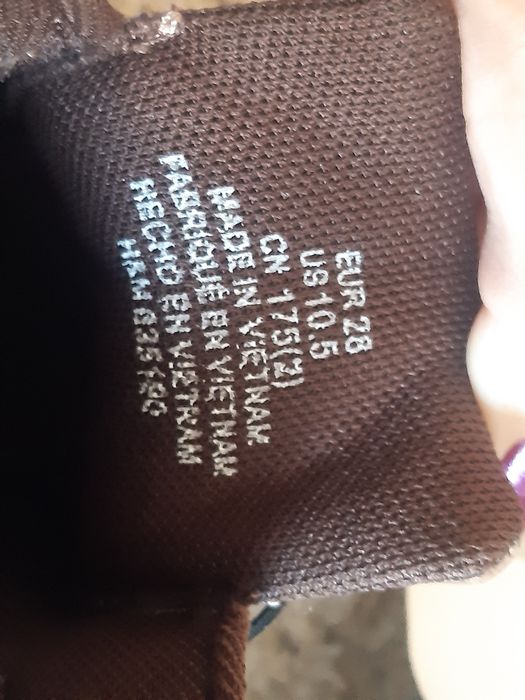 EUR 28
US 10.5
CN 175(2)
MADE IN VIETNAM
FABRIQUÉ EN VIETNAM
HECHO EN VIETNAM
H&M